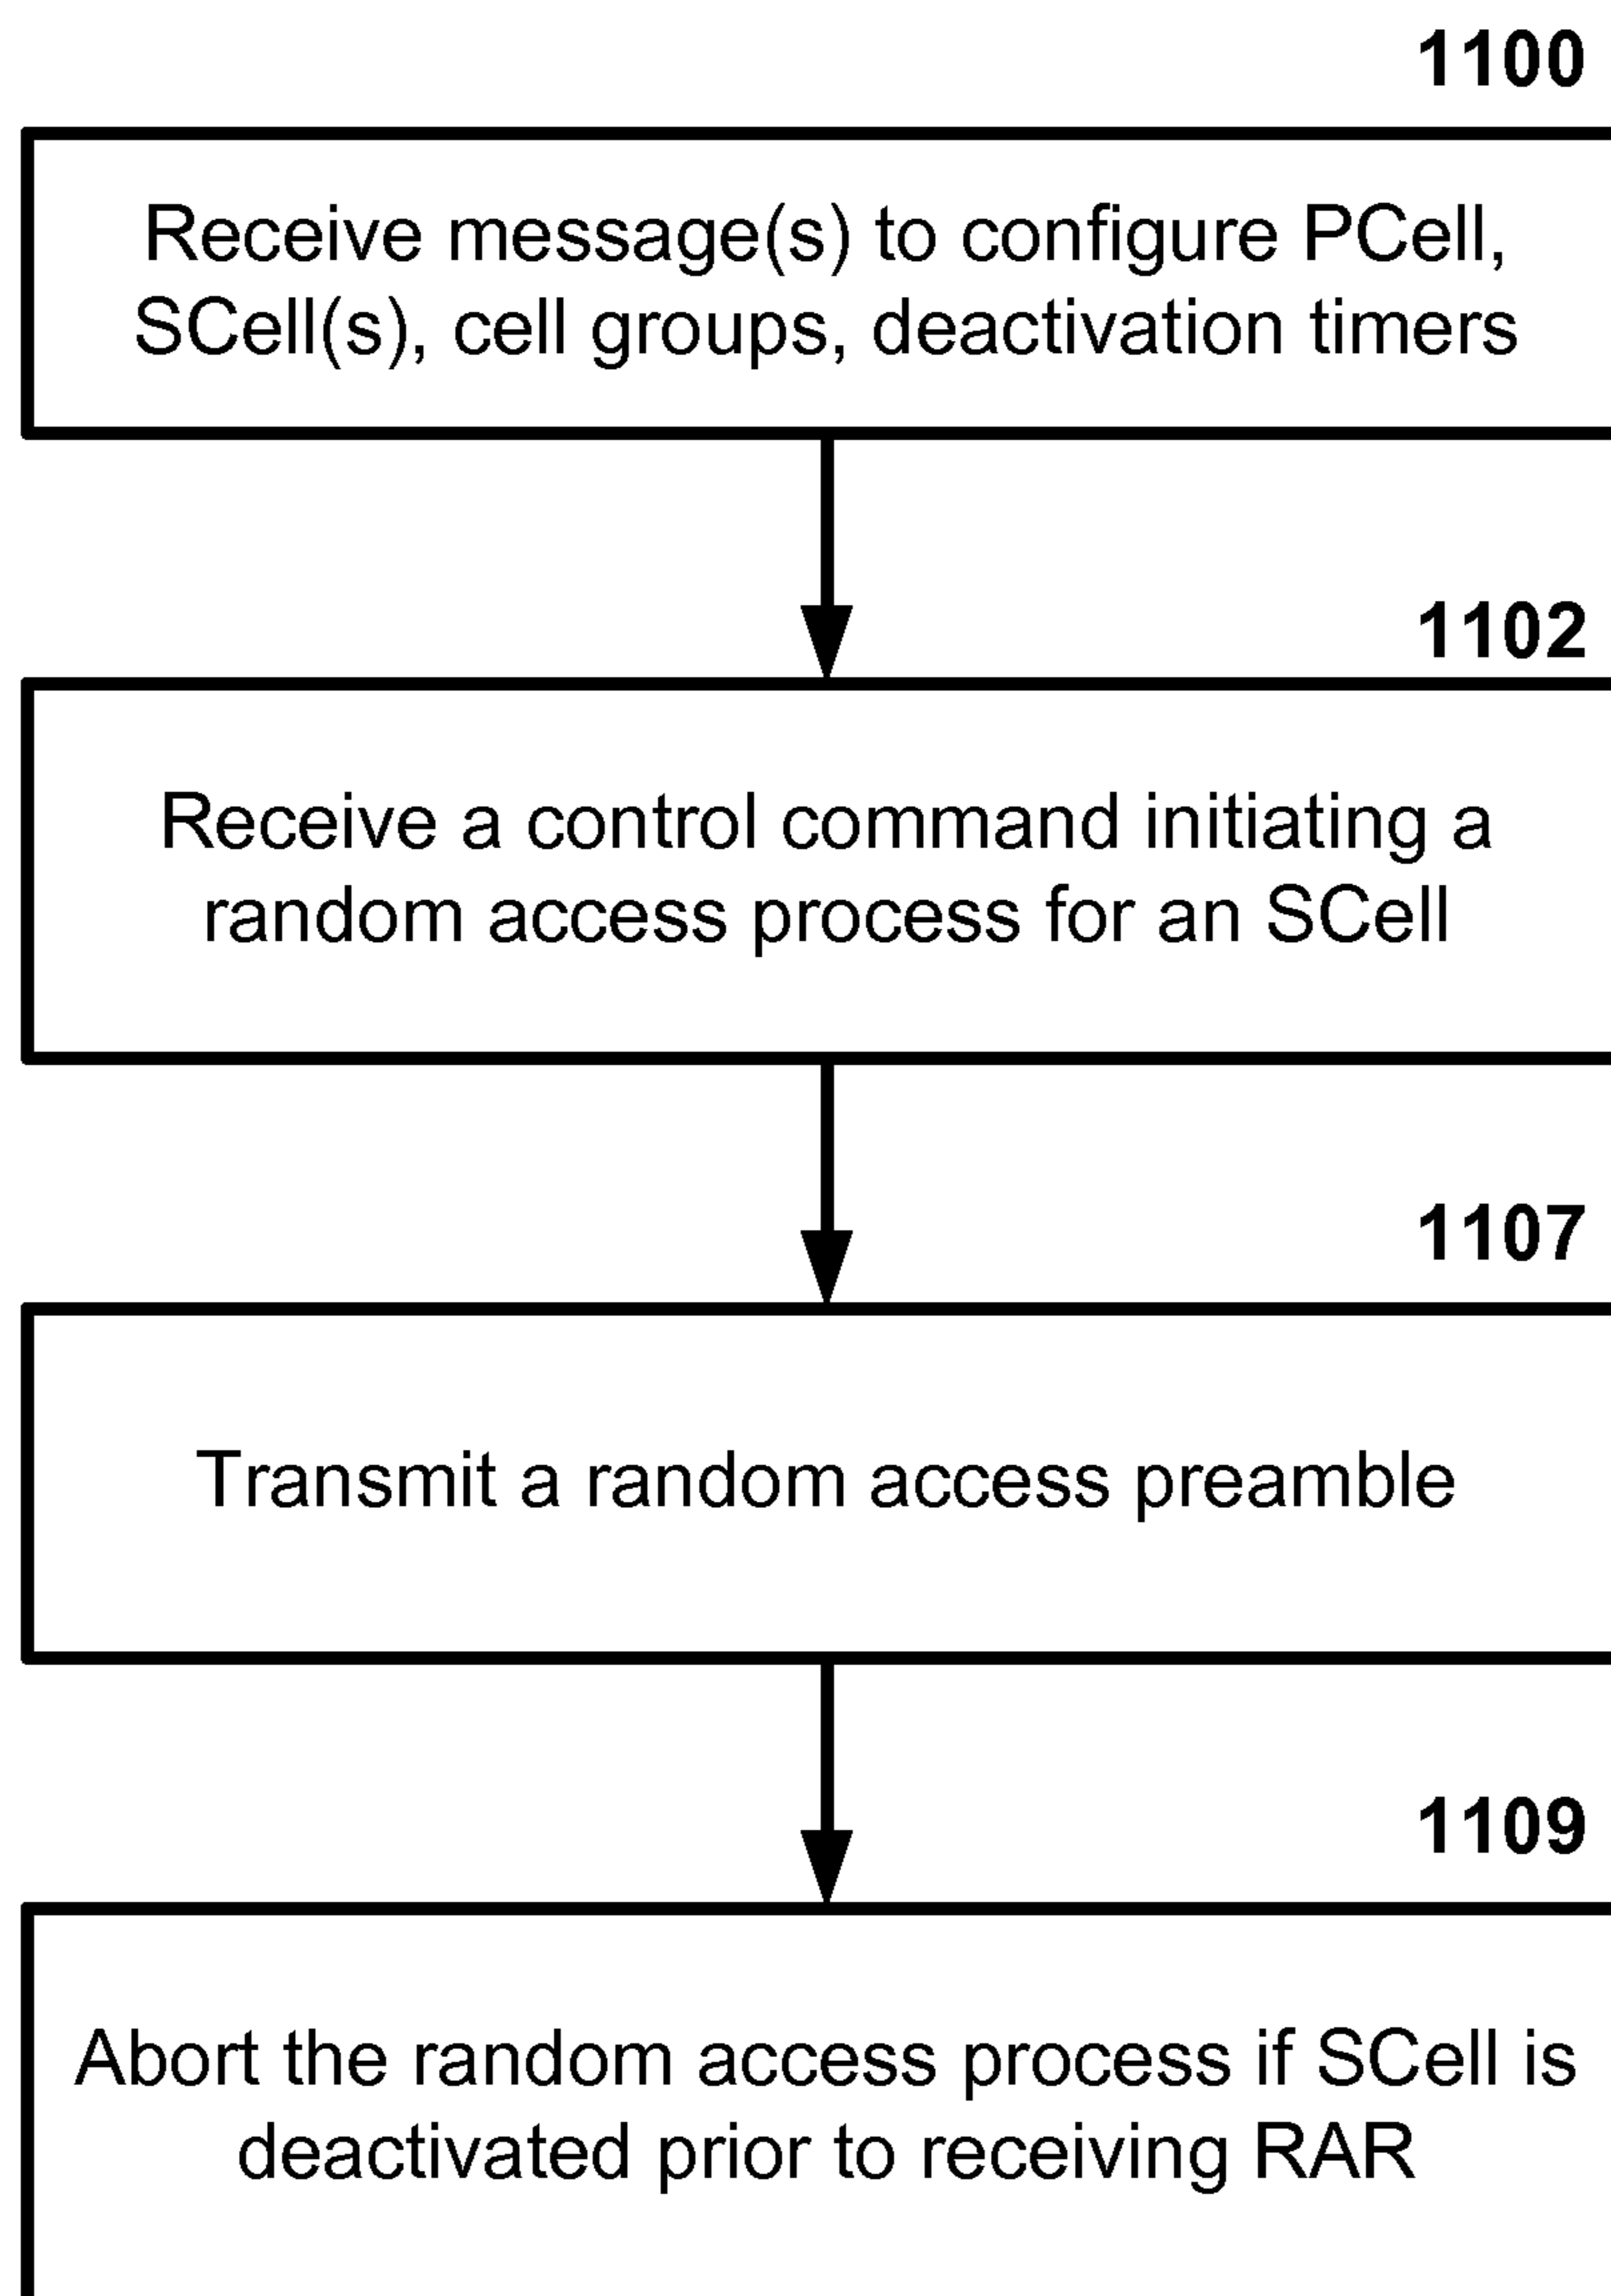 1100
Receive message(s) to configure PCell,
SCell(s), cell groups, deactivation timers
1102
Receive a control command initiating a
random access process for an SCell
1107
Transmit a random access preamble
1109
Abort the random access process if SCell is
deactivated prior to receiving RAR